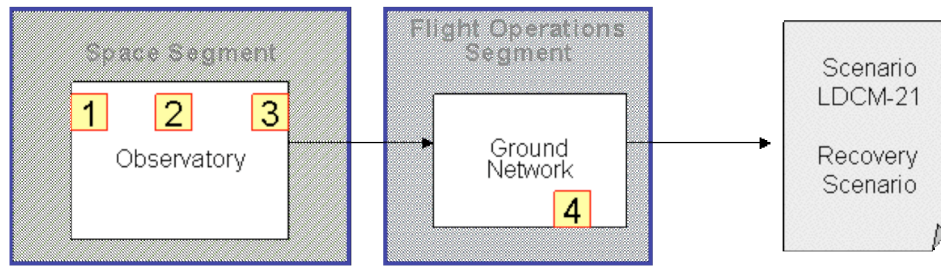 Space Segment
1 2 3
Observatory
Flight Operations
Segment
Ground
Network
4
Scenario
LDCM-21
Recovery
Scenario